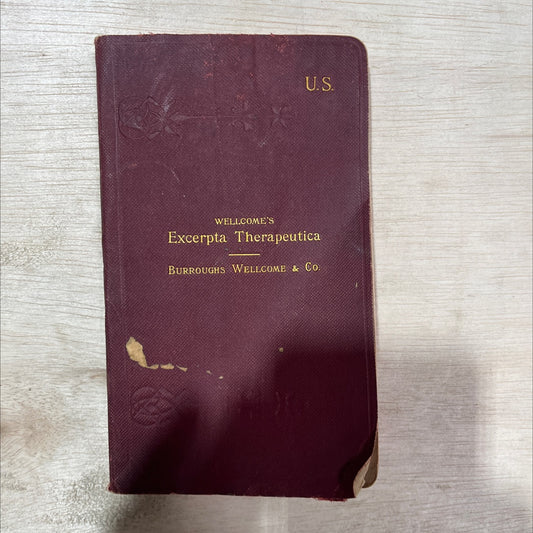 U.S.
WELLCOME'S
Excerpta Therapeutica
BURROUGHS WELLCOME & CO.